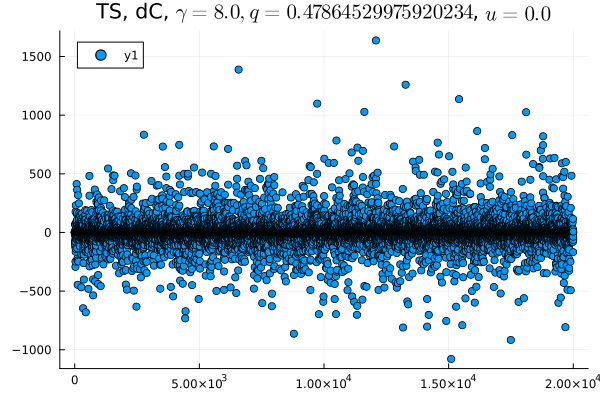 TS, dC, γ = 8.0, q = 0.47864529975920234, u = 0.0
y1
1500
1000
500
0
−500
−1000
0 5.00×10³ 1.00×10⁴ 1.50×10⁴ 2.00×10⁴